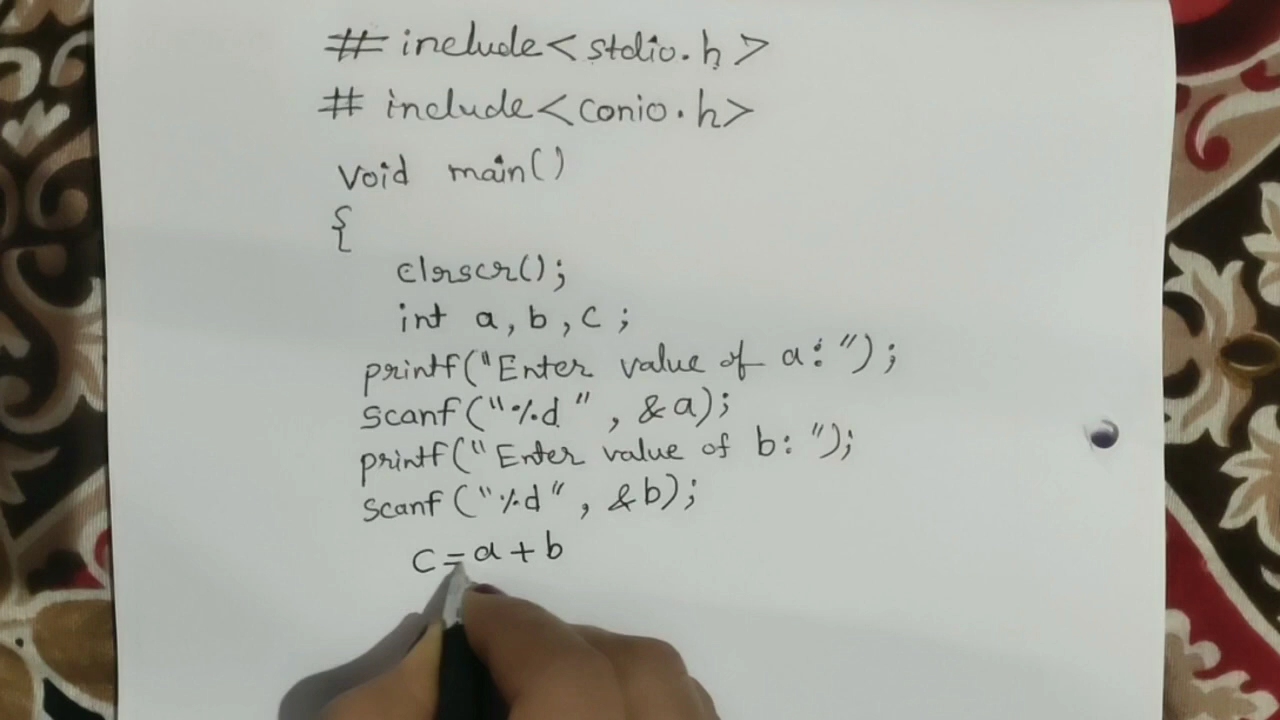 # include<stdio.h>
# include<conio.h>
void main()
{
clrscr();
int a, b, c ;
printf("Enter value of a: ");
scanf("%d" , &a);
printf("Enter value of b: ");
scanf ("%d" , &b);
c=a+b